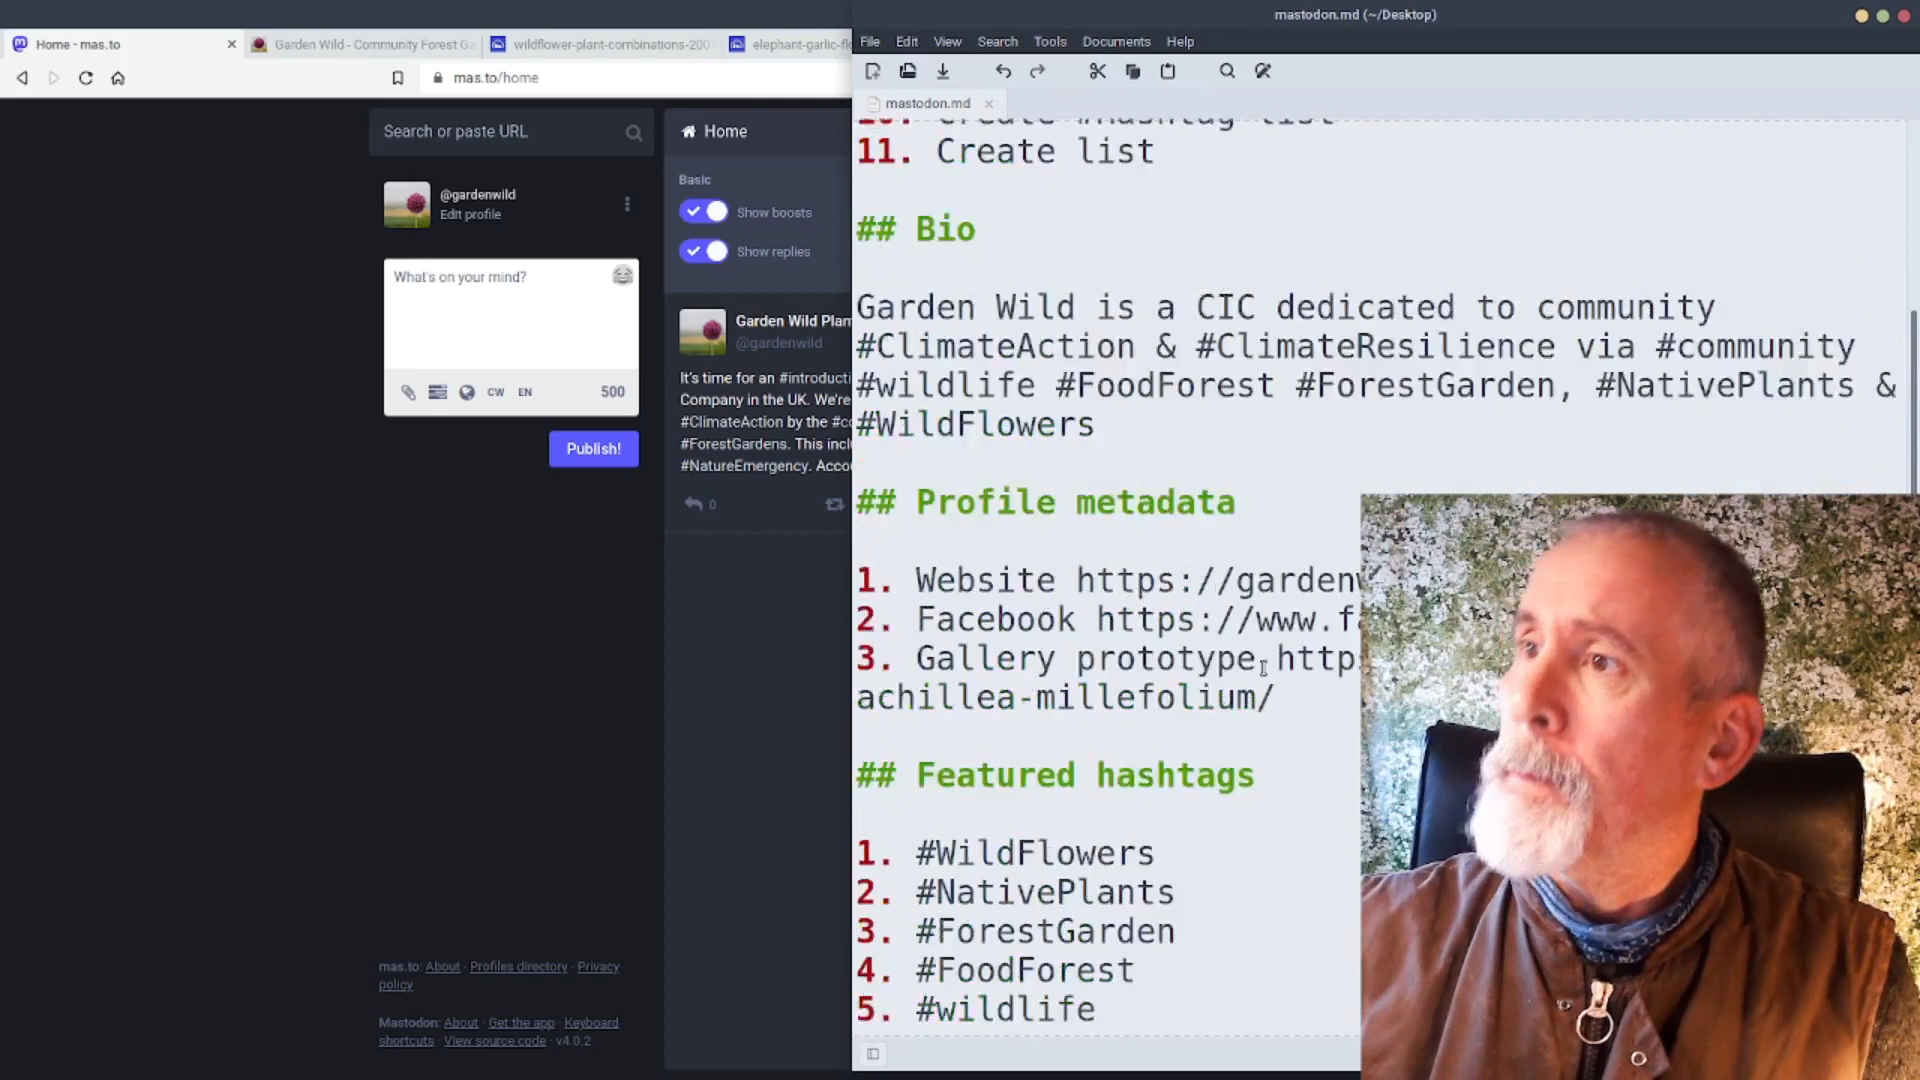 mastodon.md (~/Desktop)
Home - mas.to
Garden Wild - Community Forest Ga
wildflower-plant-combinations-200
elephant-garlic-fl
File Edit View Search Tools Documents Help
mas.to/home
mastodon.md
Search or paste URL
@gardenwild
Edit profile
What's on your mind?
CW EN 500
Publish!
mas.to: About · Profiles directory · Privacy
policy
Mastodon: About · Get the app · Keyboard
shortcuts · View source code · v4.0.2
Home
Basic
Show boosts
Show replies
Garden Wild Plan
@gardenwild
It's time for an #introducti
Company in the UK. We're
#ClimateAction by the #co
#ForestGardens. This incl
#NatureEmergency. Acco
0
10. Create #Hashtag list
11. Create list
## Bio
Garden Wild is a CIC dedicated to community
#ClimateAction & #ClimateResilience via #community
#wildlife #FoodForest #ForestGarden, #NativePlants &
#WildFlowers
## Profile metadata
1. Website https://gardenw
2. Facebook https://www.fa
3. Gallery prototype http
achillea-millefolium/
## Featured hashtags
1. #WildFlowers
2. #NativePlants
3. #ForestGarden
4. #FoodForest
5. #wildlife